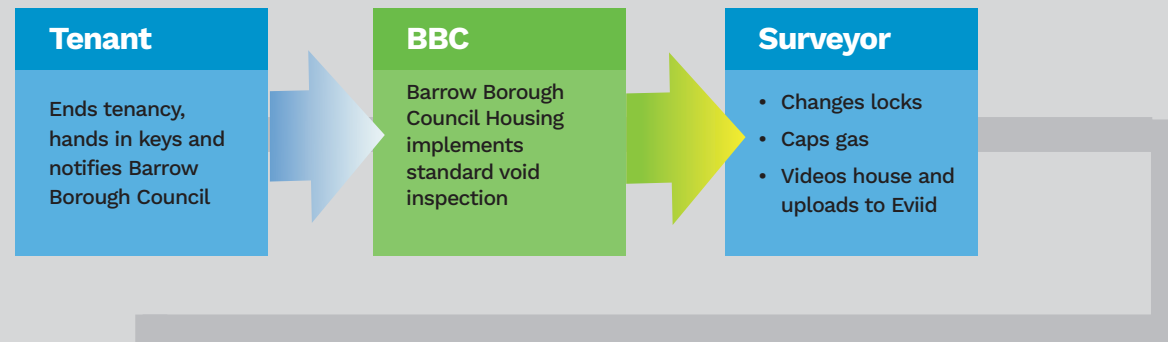 Tenant
Ends tenancy,
hands in keys and
notifies Barrow
Borough Council
BBC
Barrow Borough
Council Housing
implements
standard void
inspection
Surveyor
• Changes locks
• Caps gas
• Videos house and
uploads to Eviid